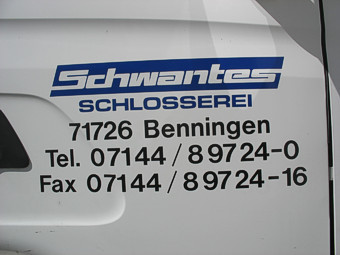 Schwantes
SCHLOSSEREI
71726 Benningen
Tel. 07144/89724-0
Fax 07144/89724-16